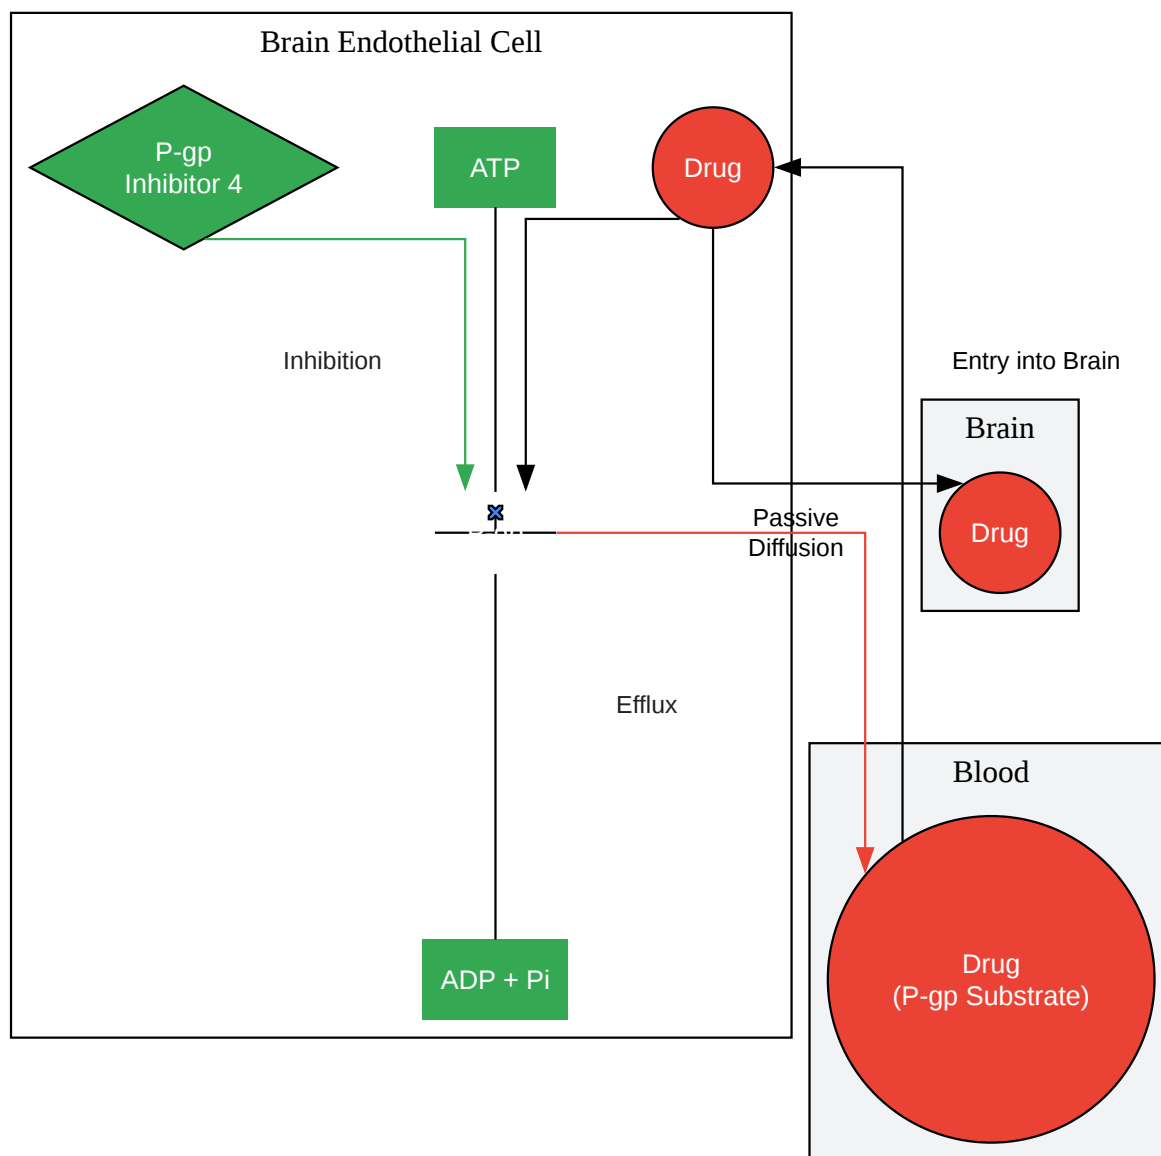 Brain Endothelial Cell
P-gp
Inhibitor 4
ATP
Drug
Inhibition
Entry into Brain
Brain
Drug
Passive
Diffusion
Efflux
Blood
Drug
(P-gp Substrate)
ADP + Pi